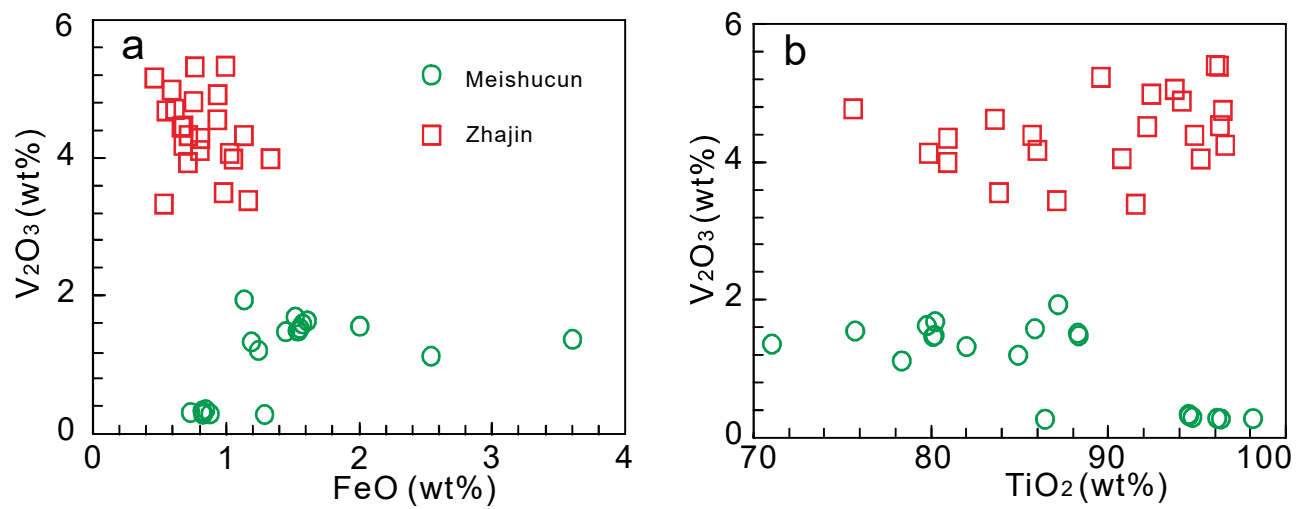 a
Meishucun
Zhajin
V2O3 (wt%)
6
4
2
0
0 1 2 3 4
FeO (wt%)
b
V2O3 (wt%)
6
4
2
0
70 80 90 100
TiO2 (wt%)